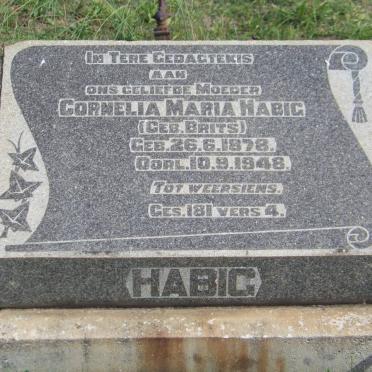 IN TERE GEDAGTENIS
AAN
ONS GELIEFDE MOEDER
CORNELIA MARIA HABIG
(GEB. BRITS)
GEB. 26.6.1878.
OORL. 10.9.1948.
TOT WEERSIENS.
GES. 181 VERS 4.
HABIG